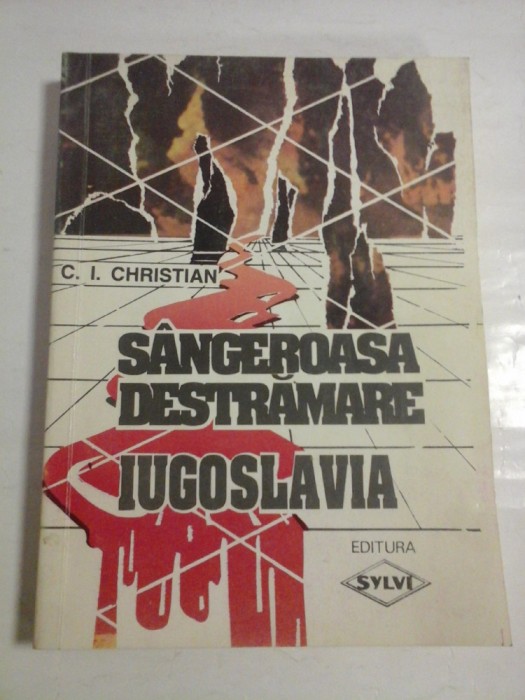 C. I. CHRISTIAN
SÂNGEROASA
DESTRĂMARE
IUGOSLAVIA
EDITURA
SYLVI